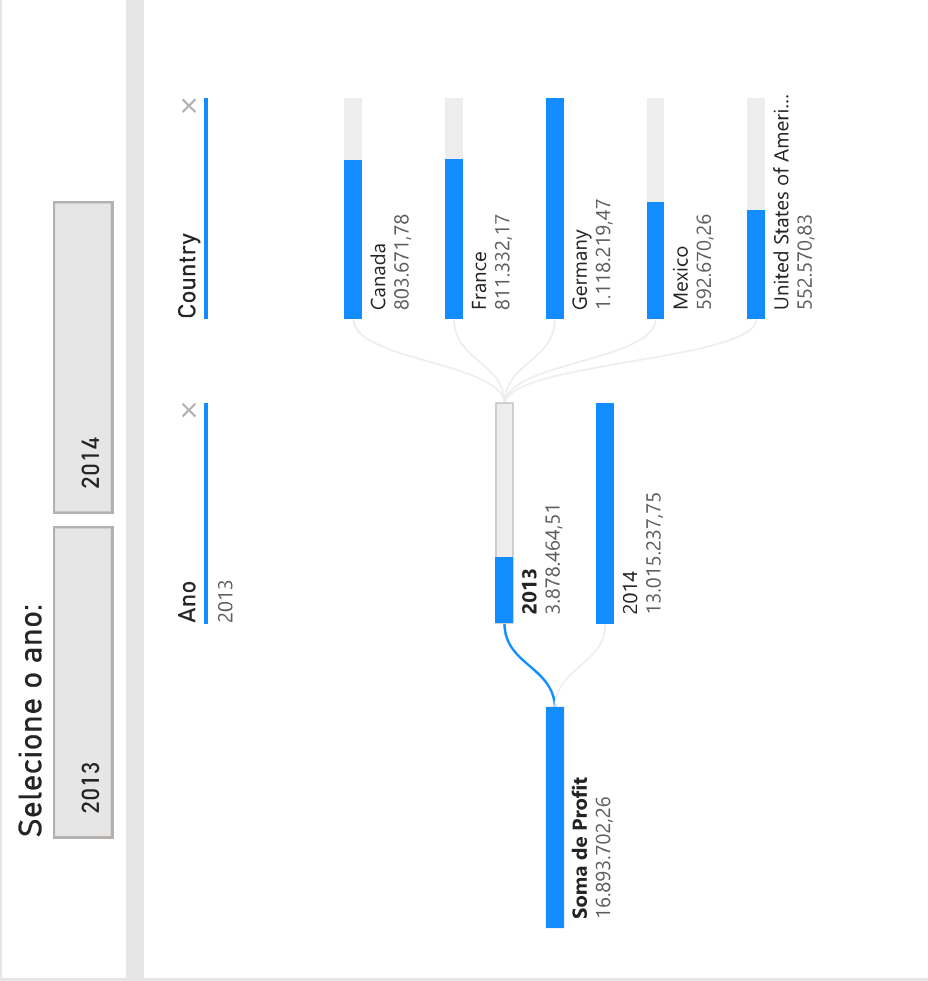 Selecione o ano:
2013
2014
Ano
2013
Country
Soma de Profit
16.893.702,26
2013
3.878.464,51
2014
13.015.237,75
Canada
803.671,78
France
811.332,17
Germany
1.118.219,47
Mexico
592.670,26
United States of Ameri...
552.570,83